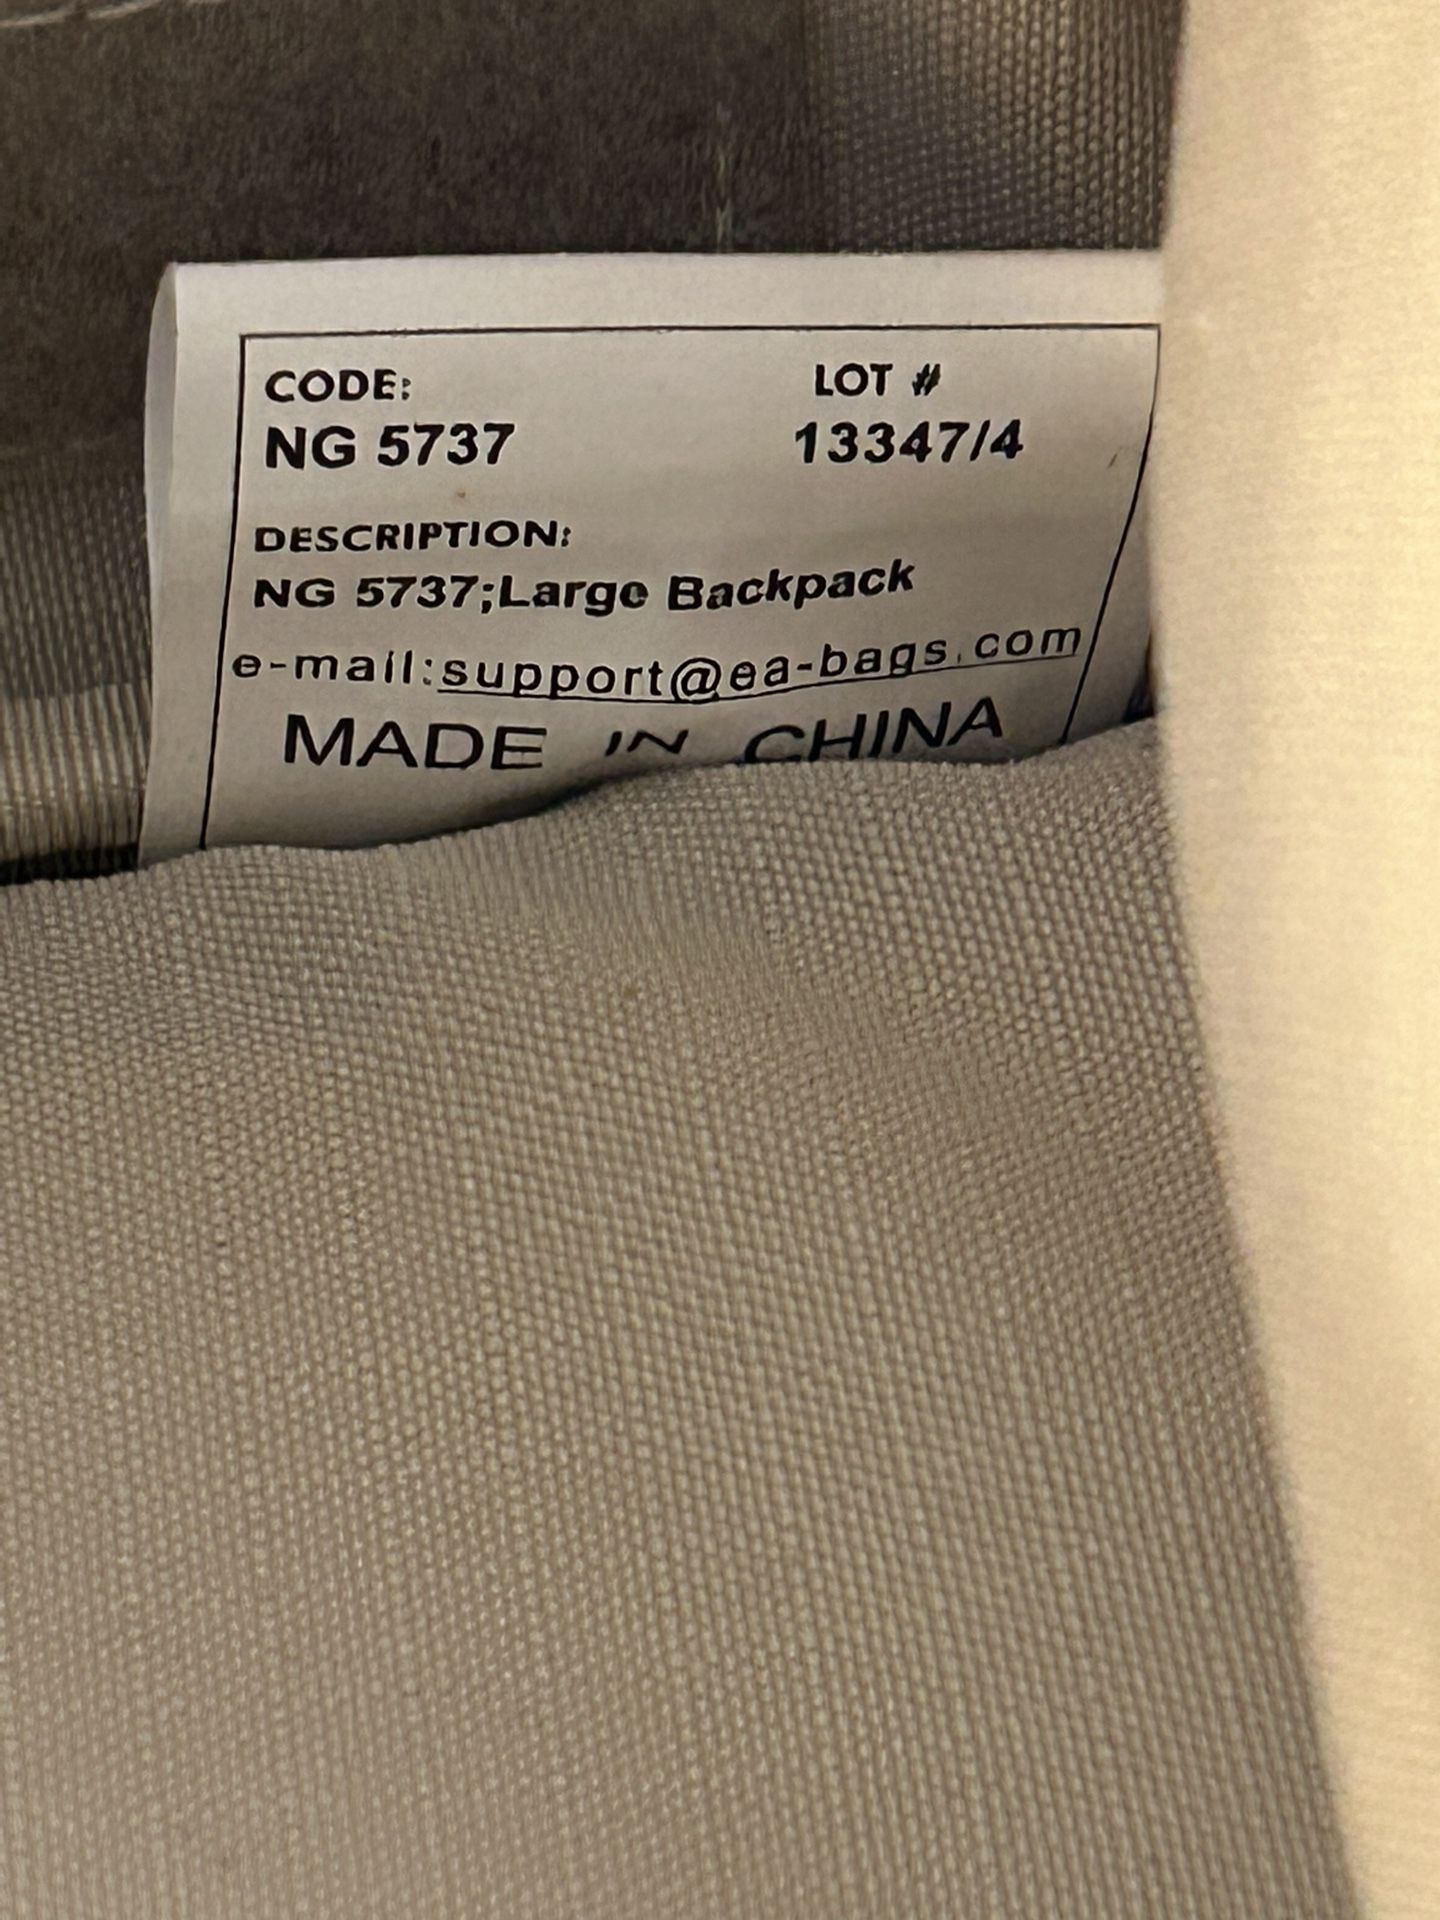 CODE: LOT #
NG 5737 13347/4
DESCRIPTION:
NG 5737;Large Backpack
e-mail:support@ea-bags.com
MADE IN CHINA